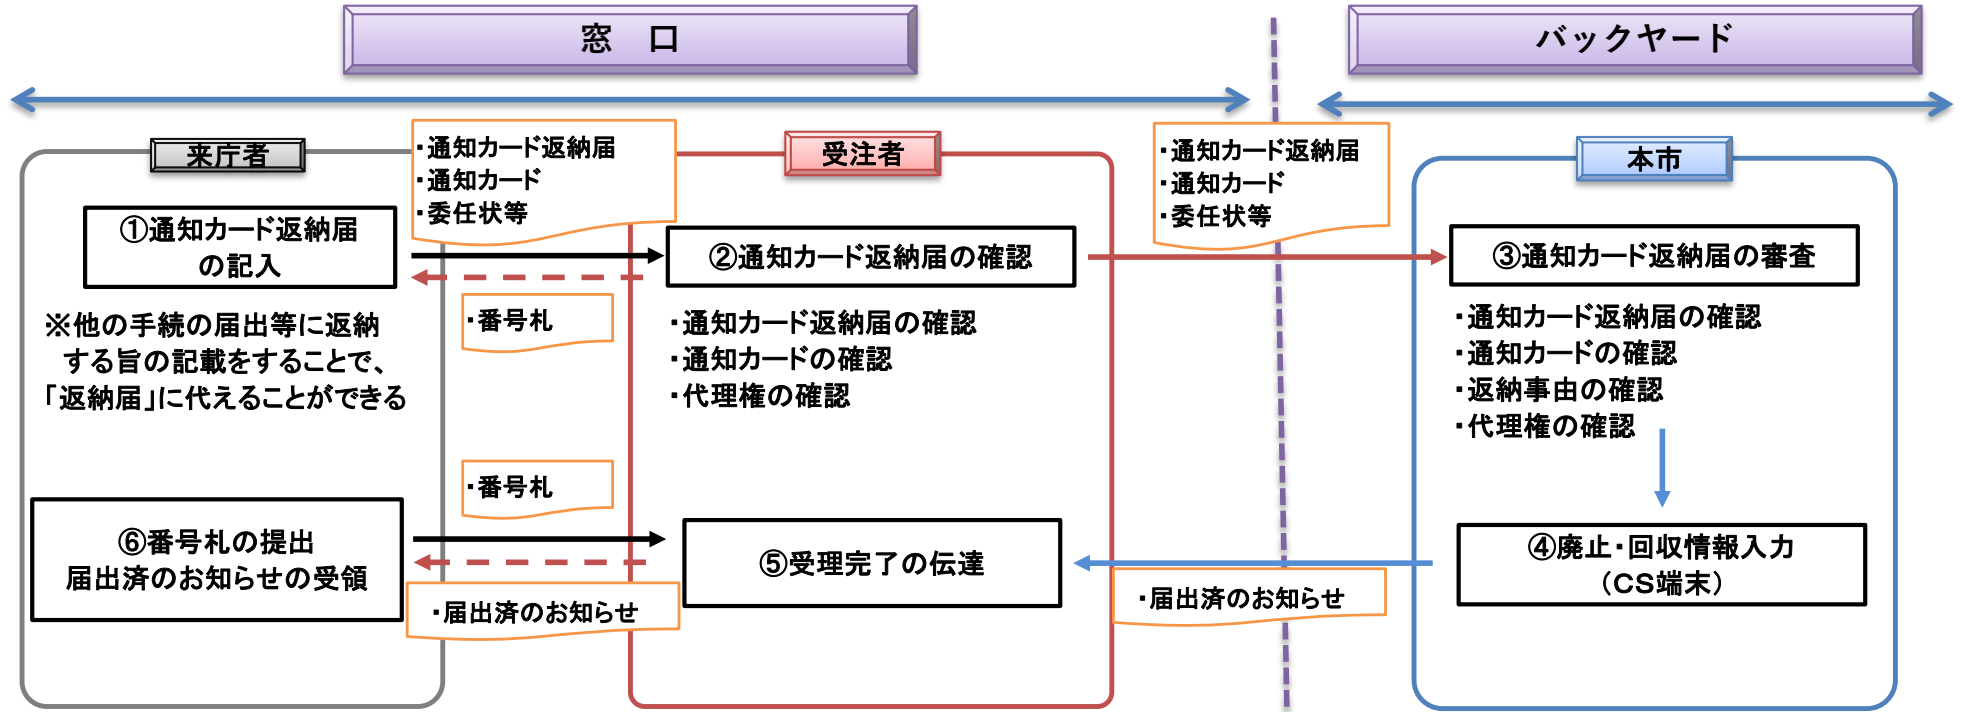 窓　口
バックヤード
来庁者
・通知カード返納届
・通知カード
・委任状等
受注者
・通知カード返納届
・通知カード
・委任状等
本市
①通知カード返納届
の記入
②通知カード返納届の確認
③通知カード返納届の審査
※他の手続の届出等に返納
する旨の記載をすることで、
「返納届」に代えることができる
・番号札
・通知カード返納届の確認
・通知カードの確認
・代理権の確認
・通知カード返納届の確認
・通知カードの確認
・返納事由の確認
・代理権の確認
・番号札
⑥番号札の提出
届出済のお知らせの受領
⑤受理完了の伝達
④廃止・回収情報入力
（ＣＳ端末）
・届出済のお知らせ
・届出済のお知らせ